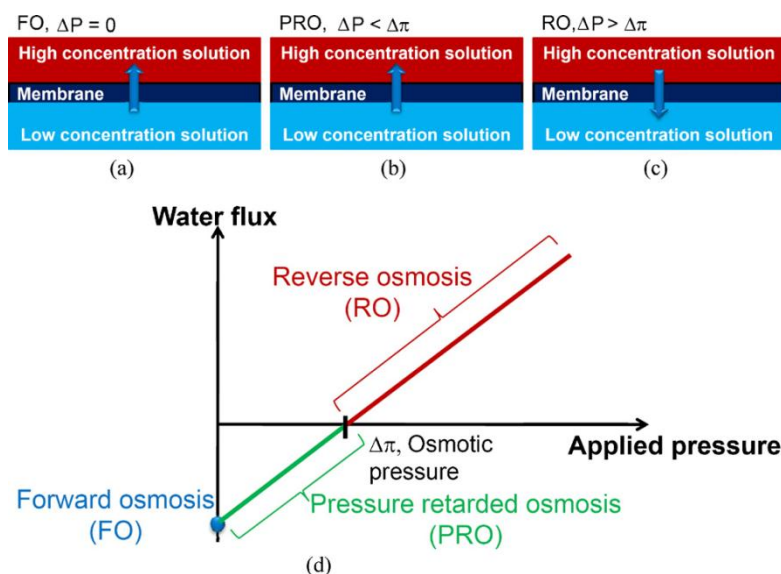 FO, ΔP = 0
High concentration solution
Membrane
Low concentration solution
(a)
PRO, ΔP < Δπ
High concentration solution
Membrane
Low concentration solution
(b)
RO,ΔP > Δπ
High concentration solution
Membrane
Low concentration solution
(c)
Water flux
Reverse osmosis
(RO)
Δπ, Osmotic
pressure
Applied pressure
Forward osmosis
(FO)
Pressure retarded osmosis
(PRO)
(d)